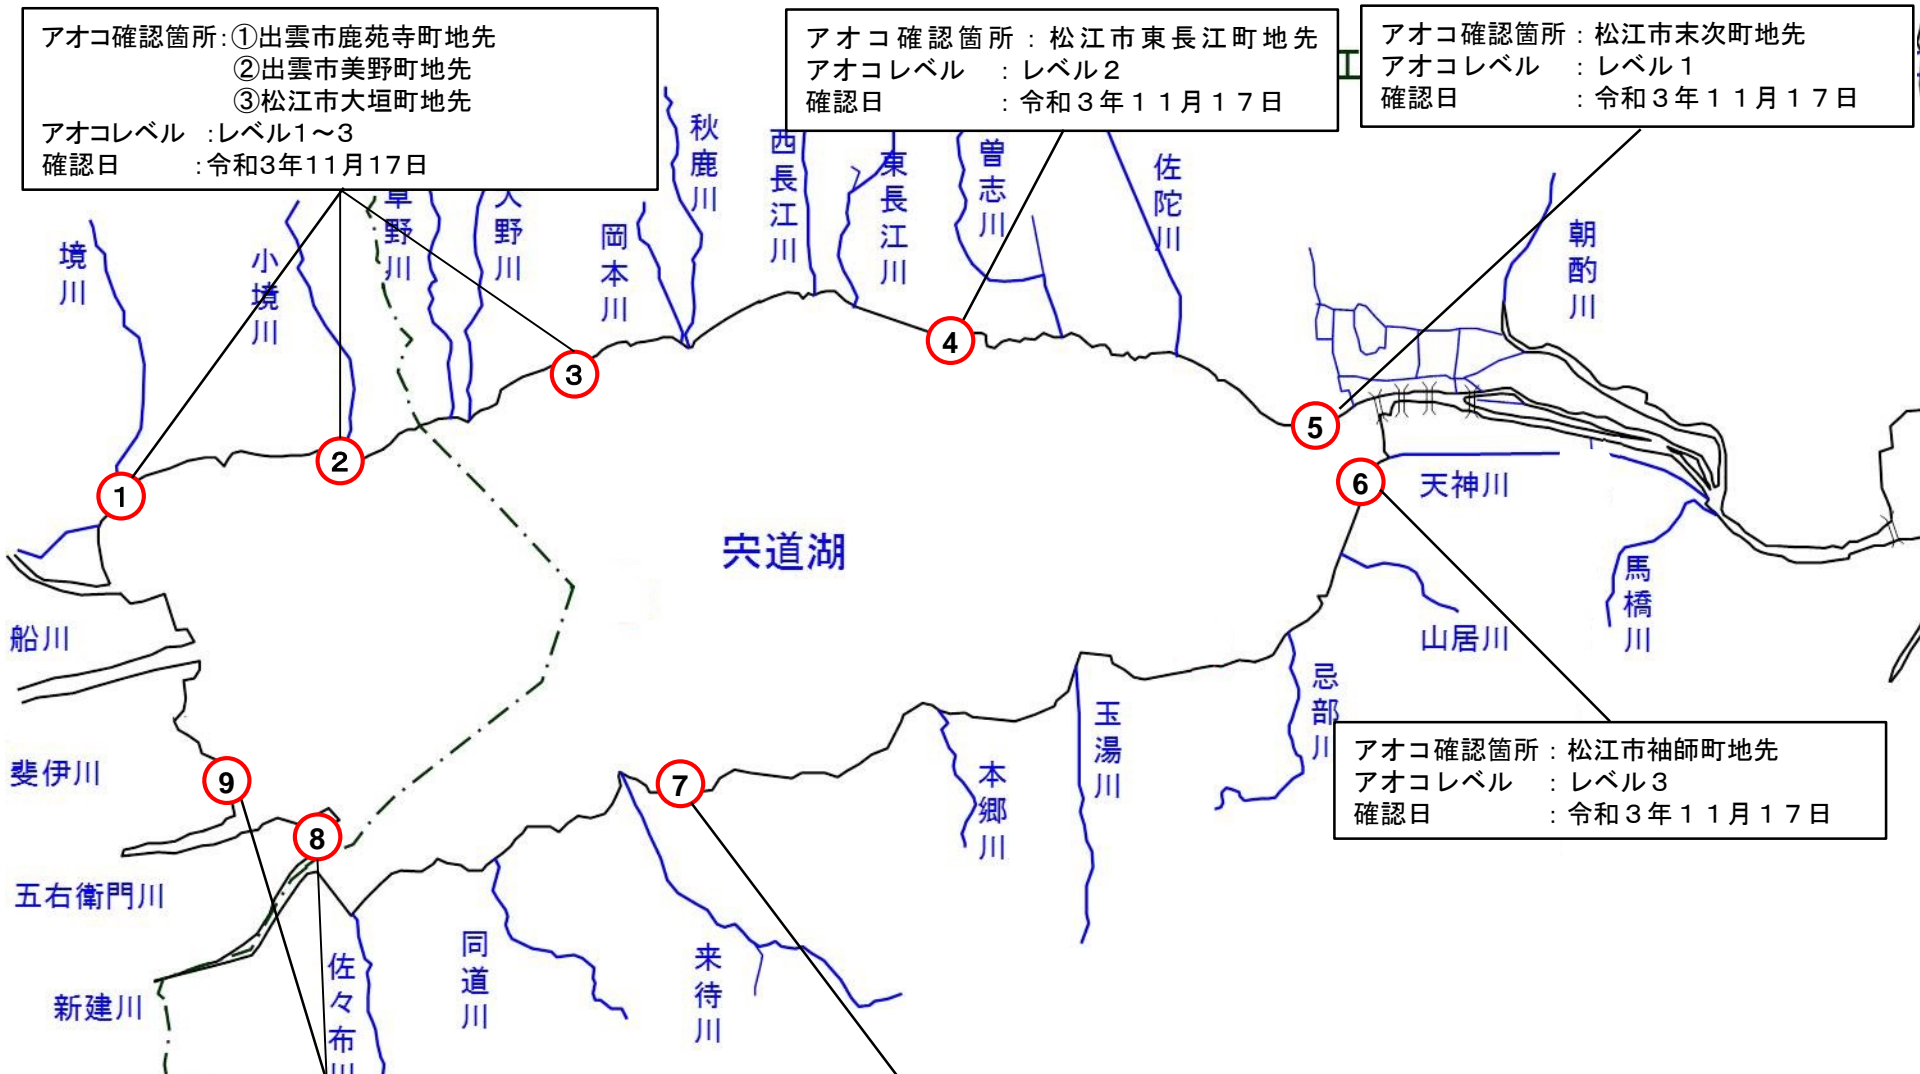 アオコ確認箇所:①出雲市鹿苑寺町地先
②出雲市美野町地先
③松江市大垣町地先
アオコレベル :レベル1~3
確認日 :令和3年11月17日
アオコ確認箇所:松江市東長江町地先
アオコレベル :レベル2
確認日 :令和3年11月17日
アオコ確認箇所:松江市末次町地先
アオコレベル :レベル1
確認日 :令和3年11月17日
境川
小境川
草野川
大野川
岡本川
秋鹿川
西長江川
東長江川
曽志川
佐陀川
朝酌川
1
2
3
4
5
6
天神川
宍道湖
馬橋川
山居川
船川
忌部川
玉湯川
アオコ確認箇所:松江市袖師町地先
アオコレベル :レベル3
確認日 :令和3年11月17日
斐伊川
9
7
8
本郷川
五右衛門川
同道川
来待川
佐々布川
新建川